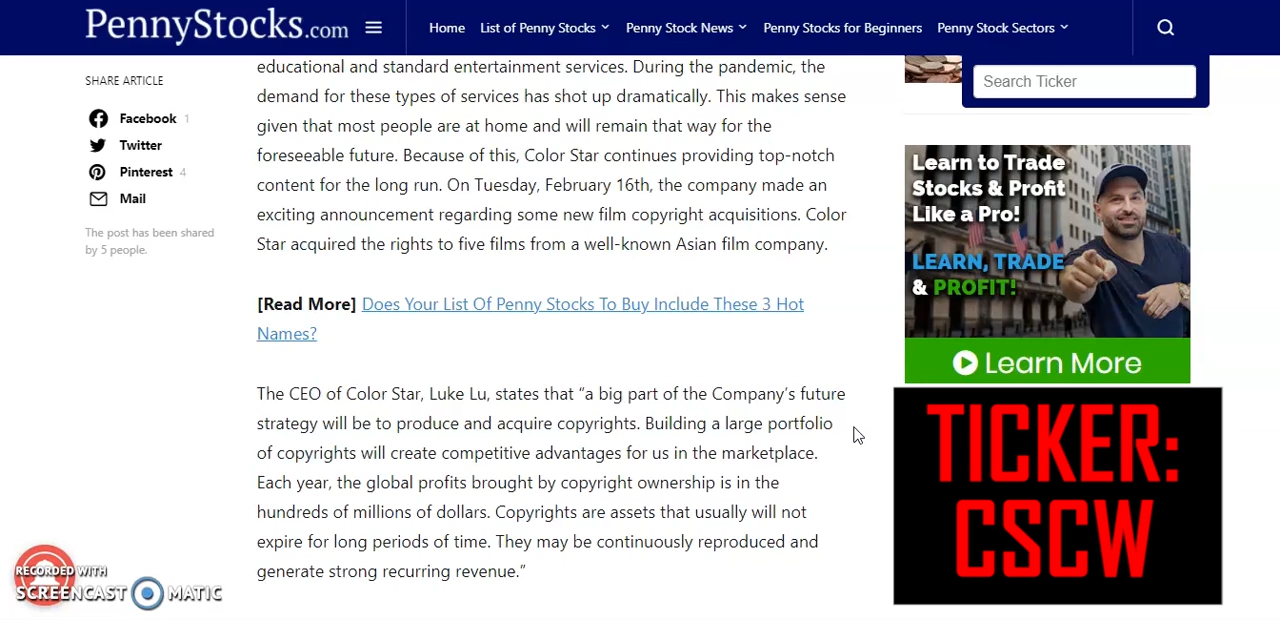 PennyStocks.com
Home List of Penny Stocks Penny Stock News Penny Stocks for Beginners Penny Stock Sectors
SHARE ARTICLE
Facebook 1
Twitter
Pinterest 4
Mail
The post has been shared
by 5 people.
educational and standard entertainment services. During the pandemic, the
demand for these types of services has shot up dramatically. This makes sense
given that most people are at home and will remain that way for the
foreseeable future. Because of this, Color Star continues providing top-notch
content for the long run. On Tuesday, February 16th, the company made an
exciting announcement regarding some new film copyright acquisitions. Color
Star acquired the rights to five films from a well-known Asian film company.
[Read More] Does Your List Of Penny Stocks To Buy Include These 3 Hot
Names?
The CEO of Color Star, Luke Lu, states that “a big part of the Company’s future
strategy will be to produce and acquire copyrights. Building a large portfolio
of copyrights will create competitive advantages for us in the marketplace.
Each year, the global profits brought by copyright ownership is in the
hundreds of millions of dollars. Copyrights are assets that usually will not
expire for long periods of time. They may be continuously reproduced and
generate strong recurring revenue.”
Search Ticker
Learn to Trade
Stocks & Profit
Like a Pro!
LEARN, TRADE
& PROFIT!
Learn More
TICKER:
CSCW
RECORDED WITH
SCREENCAST MATIC